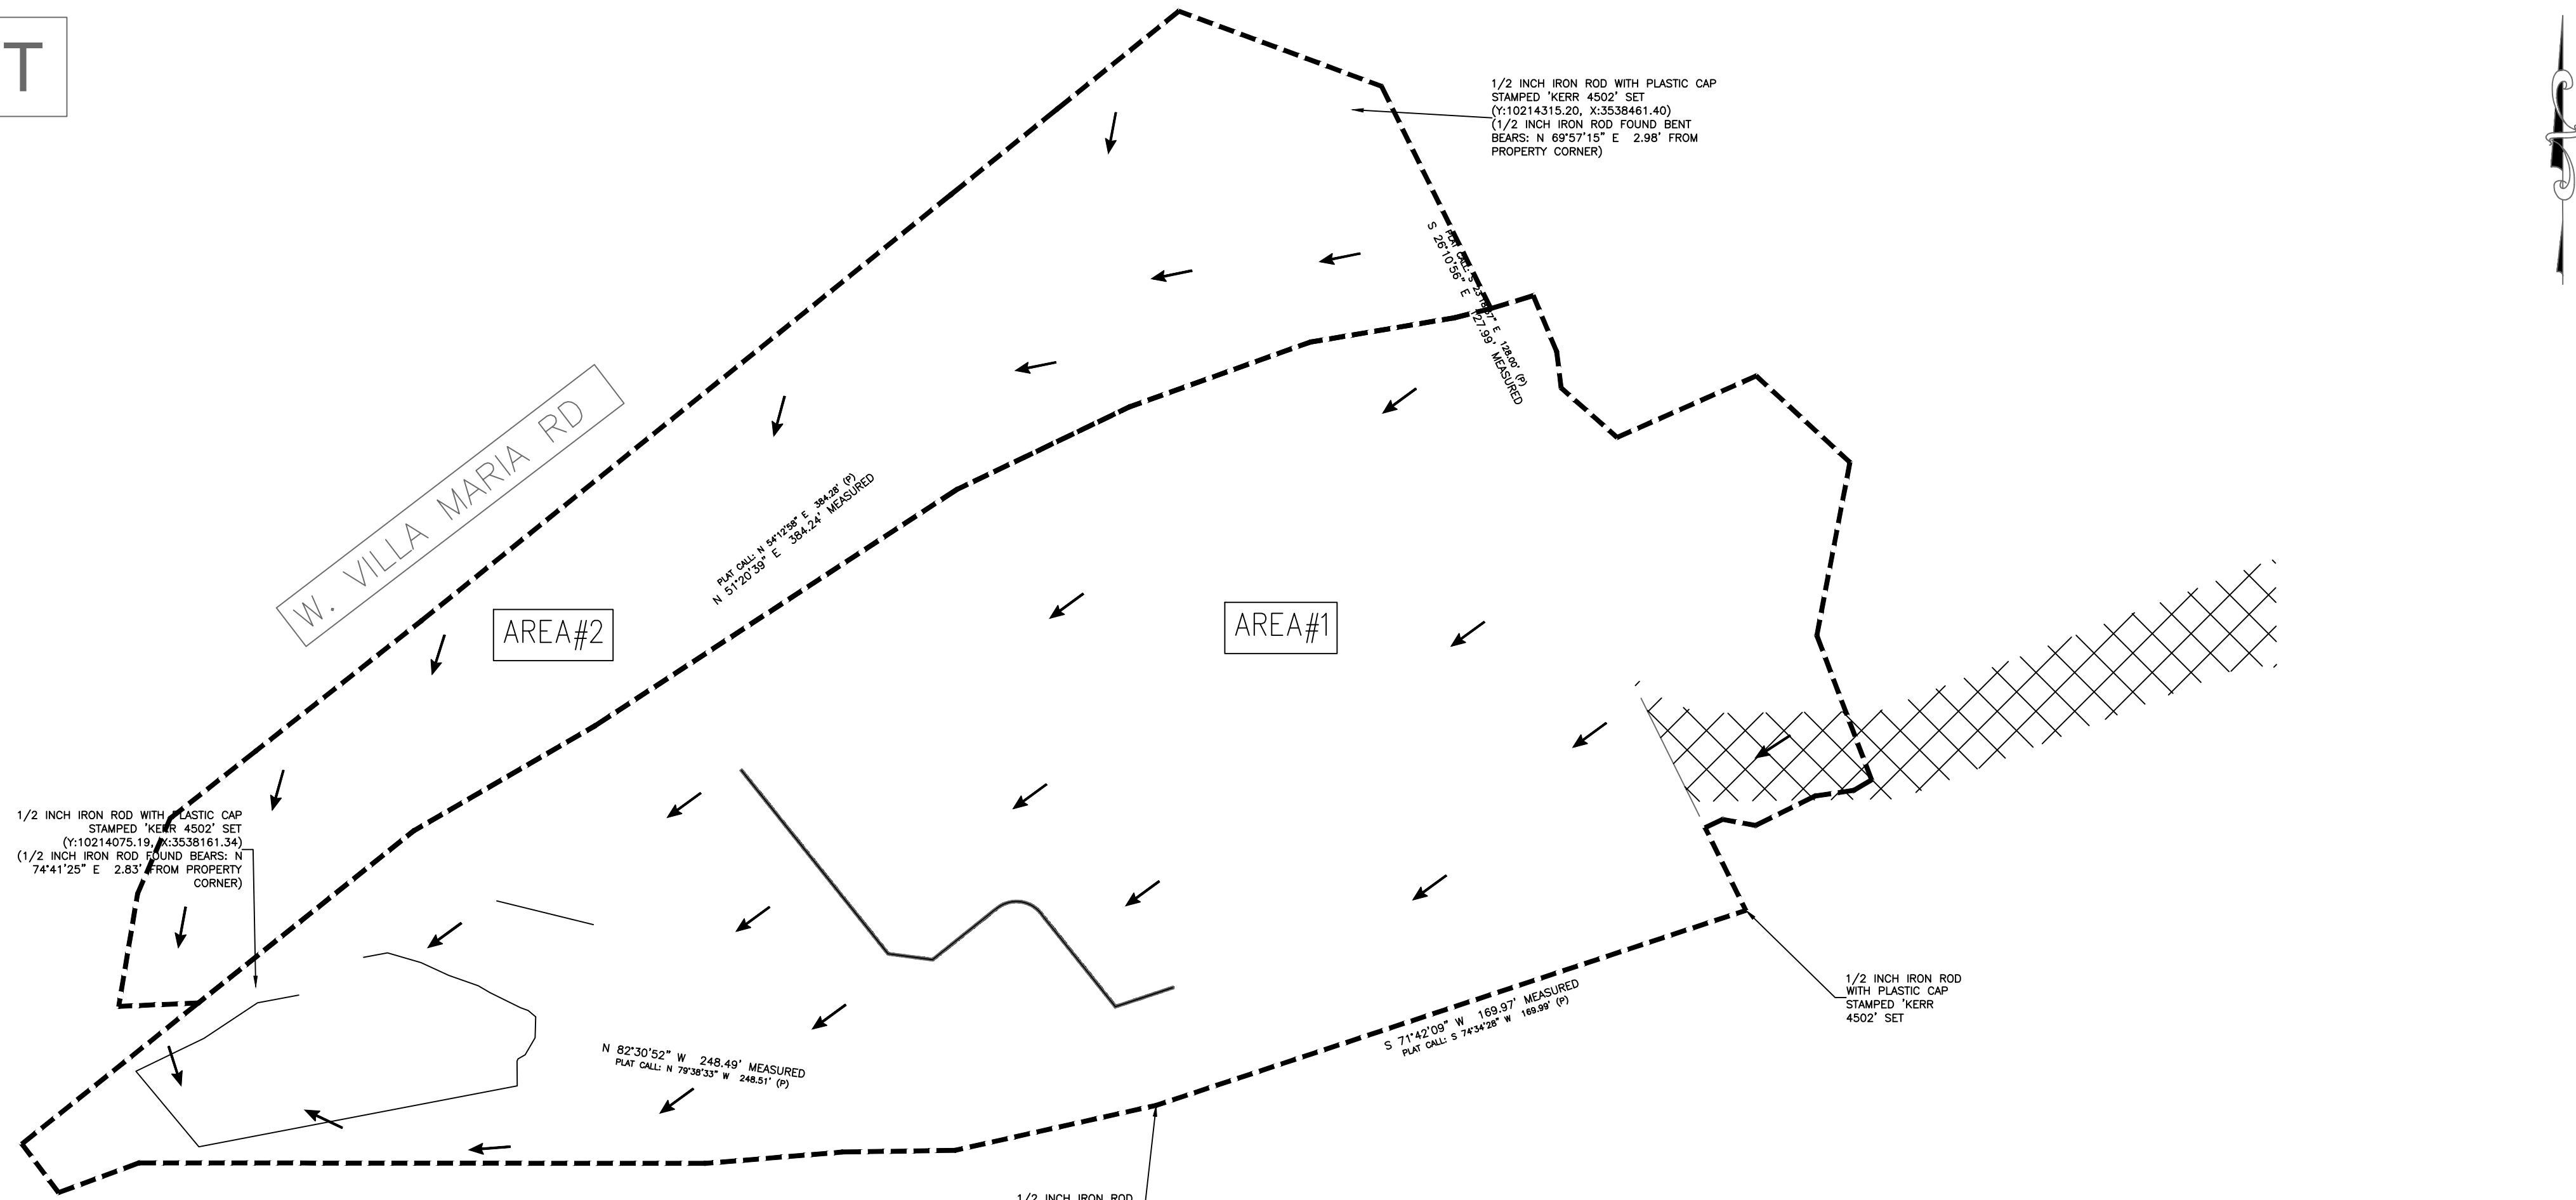 T
1/2 INCH IRON ROD WITH PLASTIC CAP
STAMPED 'KERR 4502' SET
(Y:10214315.20, X:3538461.40)
(1/2 INCH IRON ROD FOUND BENT
BEARS: N 69°57'15" E 2.98' FROM
PROPERTY CORNER)
PLAT CALL: S 23°18'37" E 128.00' (P)
S 26°10'56" E 127.99' MEASURED
W. VILLA MARIA RD
PLAT CALL: N 54°12'58" E 384.28' (P)
N 51°20'39" E 384.24' MEASURED
AREA#2
AREA#1
1/2 INCH IRON ROD WITH PLASTIC CAP
STAMPED 'KERR 4502' SET
(Y:10214075.19, X:3538161.34)
(1/2 INCH IRON ROD FOUND BEARS: N
74°41'25" E 2.83' FROM PROPERTY
CORNER)
1/2 INCH IRON ROD
WITH PLASTIC CAP
STAMPED 'KERR
4502' SET
S 71°42'09" W 169.97' MEASURED
PLAT CALL: S 74°34'28" W 169.99' (P)
N 82°30'52" W 248.49' MEASURED
PLAT CALL: N 79°38'33" W 248.51' (P)
1/2 INCH IRON ROD